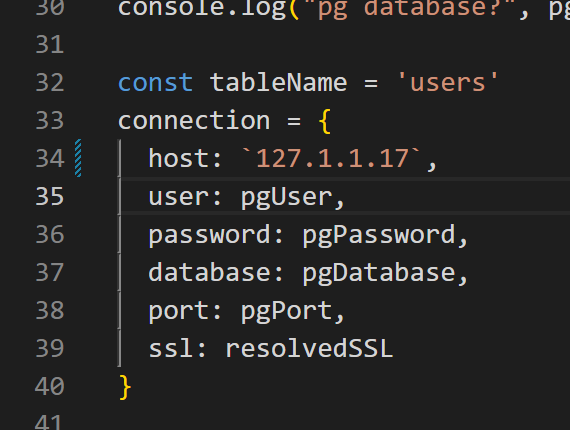 30 console.log("pg database?", pg
31
32 const tableName = 'users'
33 connection = {
34 host: `127.1.1.17`,
35 user: pgUser,
36 password: pgPassword,
37 database: pgDatabase,
38 port: pgPort,
39 ssl: resolvedSSL
40 }
41